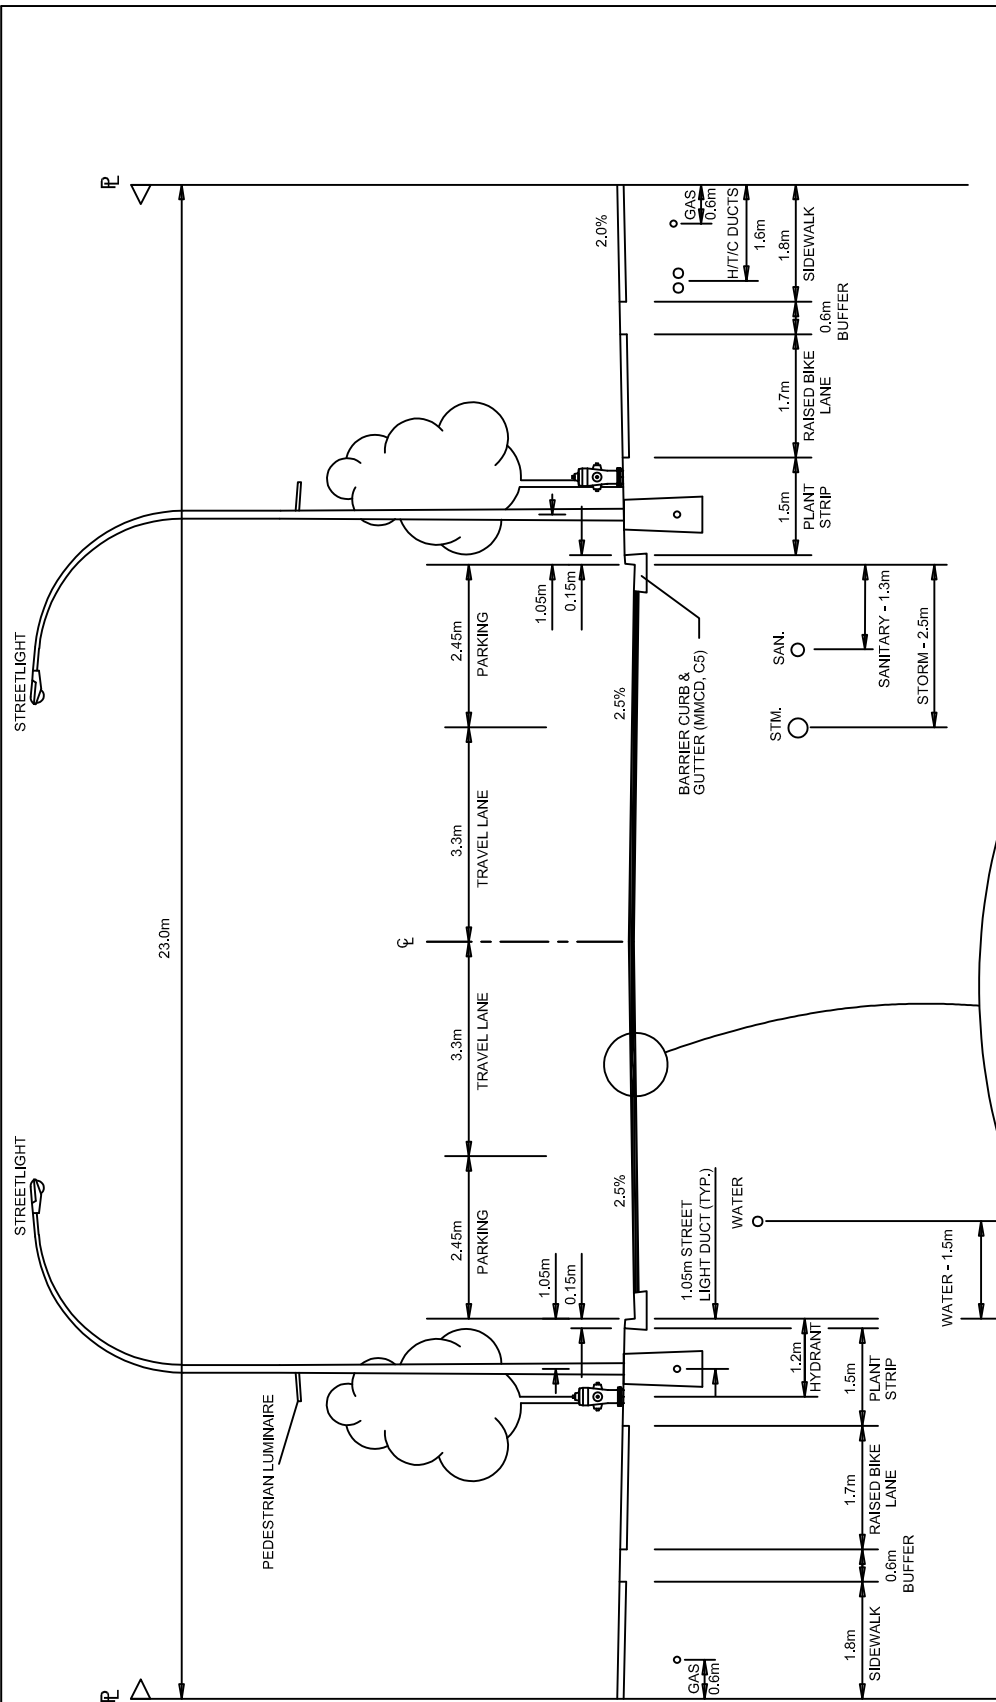 STREETLIGHT
STREETLIGHT
23.0m
PEDESTRIAN LUMINAIRE
℄
2.45m
PARKING
3.3m
TRAVEL LANE
3.3m
TRAVEL LANE
2.45m
PARKING
1.05m
0.15m
1.05m
0.15m
2.5%
2.5%
2.0%
PL
PL
GAS
0.6m
1.05m STREET
LIGHT DUCT (TYP.)
BARRIER CURB &
GUTTER (MMCD, C5)
GAS
0.6m
H/T/C DUCTS
1.6m
WATER
STM.
SAN.
1.2m
HYDRANT
1.5m
PLANT
STRIP
1.7m
RAISED BIKE
LANE
0.6m
BUFFER
1.8m
SIDEWALK
1.8m
SIDEWALK
0.6m
BUFFER
1.7m
RAISED BIKE
LANE
1.5m
PLANT
STRIP
SANITARY - 1.3m
STORM - 2.5m
WATER - 1.5m